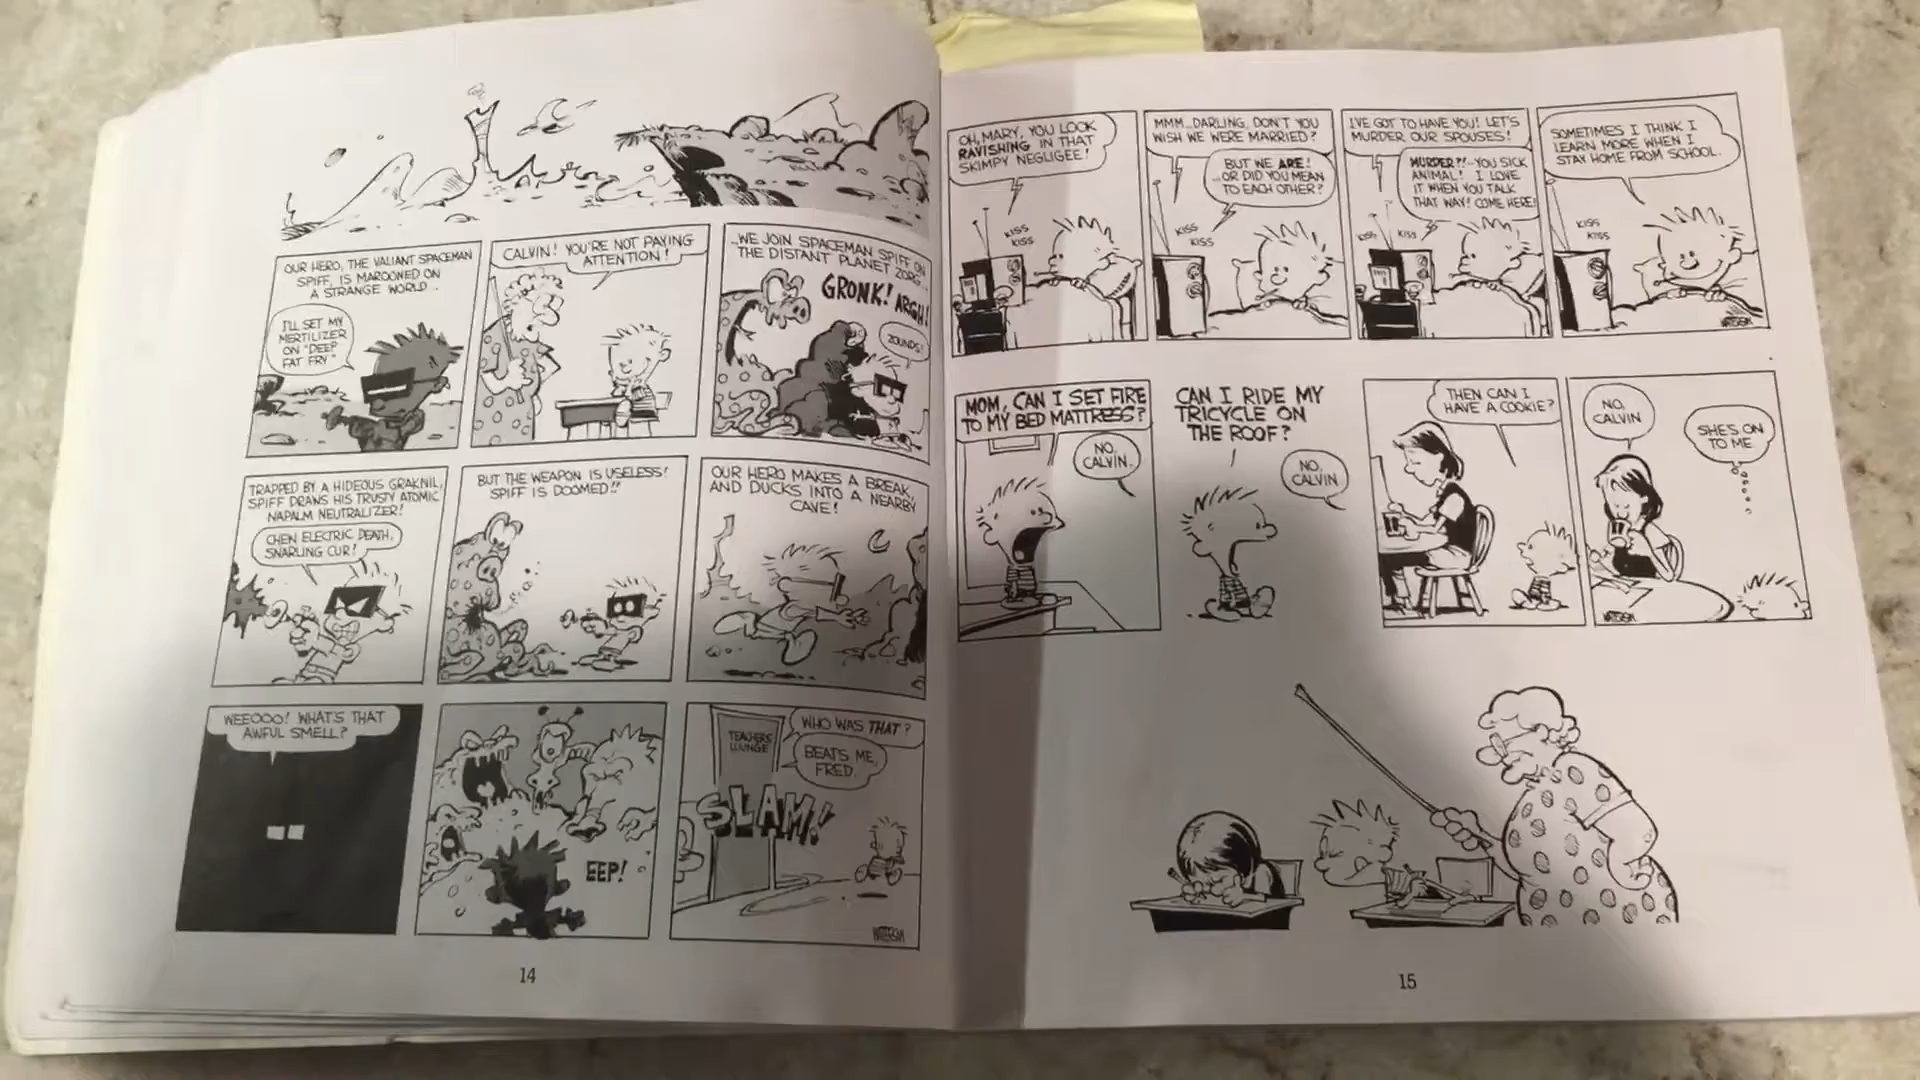 OUR HERO, THE VALIANT SPACEMAN
SPIFF, IS MAROONED ON
A STRANGE WORLD...
I'LL SET MY
MERTILIZER
ON "DEEP
FAT FRY"
CALVIN! YOU'RE NOT PAYING
ATTENTION!
...WE JOIN SPACEMAN SPIFF ON
THE DISTANT PLANET ZORG...
GRONK! ARGH!
ZOUNDS!
TRAPPED BY A HIDEOUS GRAKNIL,
SPIFF DRAWS HIS TRUSTY ATOMIC
NAPALM NEUTRALIZER!
CHEW ELECTRIC DEATH,
SNARLING CUR!
BUT THE WEAPON IS USELESS!
SPIFF IS DOOMED!!
OUR HERO MAKES A BREAK,
AND DUCKS INTO A NEARBY
CAVE!
WEEOOO! WHAT'S THAT
AWFUL SMELL?
EEP!
TEACHERS
LOUNGE
WHO WAS THAT?
BEATS ME,
FRED.
SLAM!
WATTERSON
14
OH, MARY, YOU LOOK
RAVISHING IN THAT
SKIMPY NEGLIGEE!
KISS
KISS
MMM...DARLING, DON'T YOU
WISH WE WERE MARRIED?
BUT WE ARE!
...OR DID YOU MEAN
TO EACH OTHER?
KISS
KISS
I'VE GOT TO HAVE YOU! LET'S
MURDER OUR SPOUSES!
MURDER?!-YOU SICK
ANIMAL! I LOVE
IT WHEN YOU TALK
THAT WAY! COME HERE!
KISS
KISS
SOMETIMES I THINK I
LEARN MORE WHEN I
STAY HOME FROM SCHOOL.
KISS
KISS
WATTERSON
MOM, CAN I SET FIRE
TO MY BED MATTRESS?
NO,
CALVIN.
CAN I RIDE MY
TRICYCLE ON
THE ROOF?
NO,
CALVIN
THEN CAN I
HAVE A COOKIE?
NO,
CALVIN
SHE'S ON
TO ME
WATTERSON
15